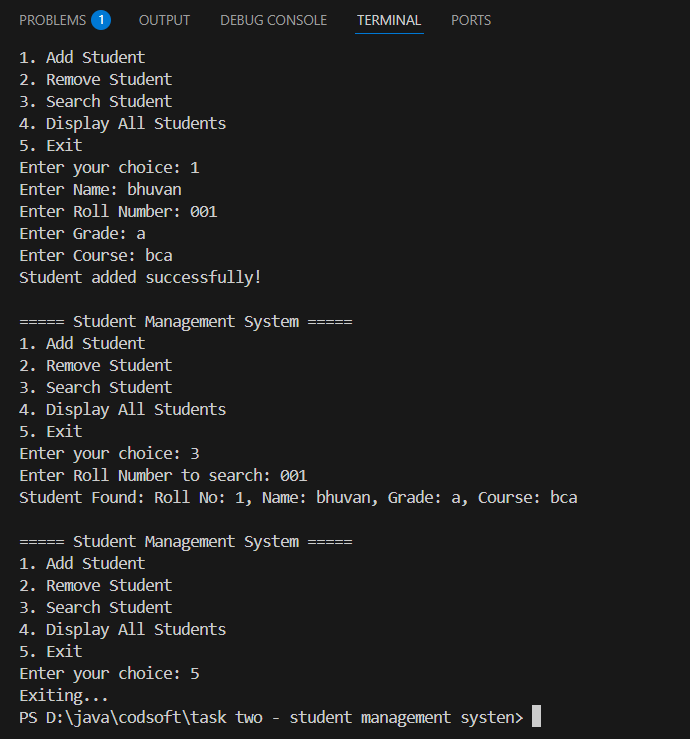 PROBLEMS 1 OUTPUT DEBUG CONSOLE TERMINAL PORTS
1. Add Student
2. Remove Student
3. Search Student
4. Display All Students
5. Exit
Enter your choice: 1
Enter Name: bhuvan
Enter Roll Number: 001
Enter Grade: a
Enter Course: bca
Student added successfully!
===== Student Management System =====
1. Add Student
2. Remove Student
3. Search Student
4. Display All Students
5. Exit
Enter your choice: 3
Enter Roll Number to search: 001
Student Found: Roll No: 1, Name: bhuvan, Grade: a, Course: bca
===== Student Management System =====
1. Add Student
2. Remove Student
3. Search Student
4. Display All Students
5. Exit
Enter your choice: 5
Exiting...
PS D:\java\codsoft\task two - student management systen>